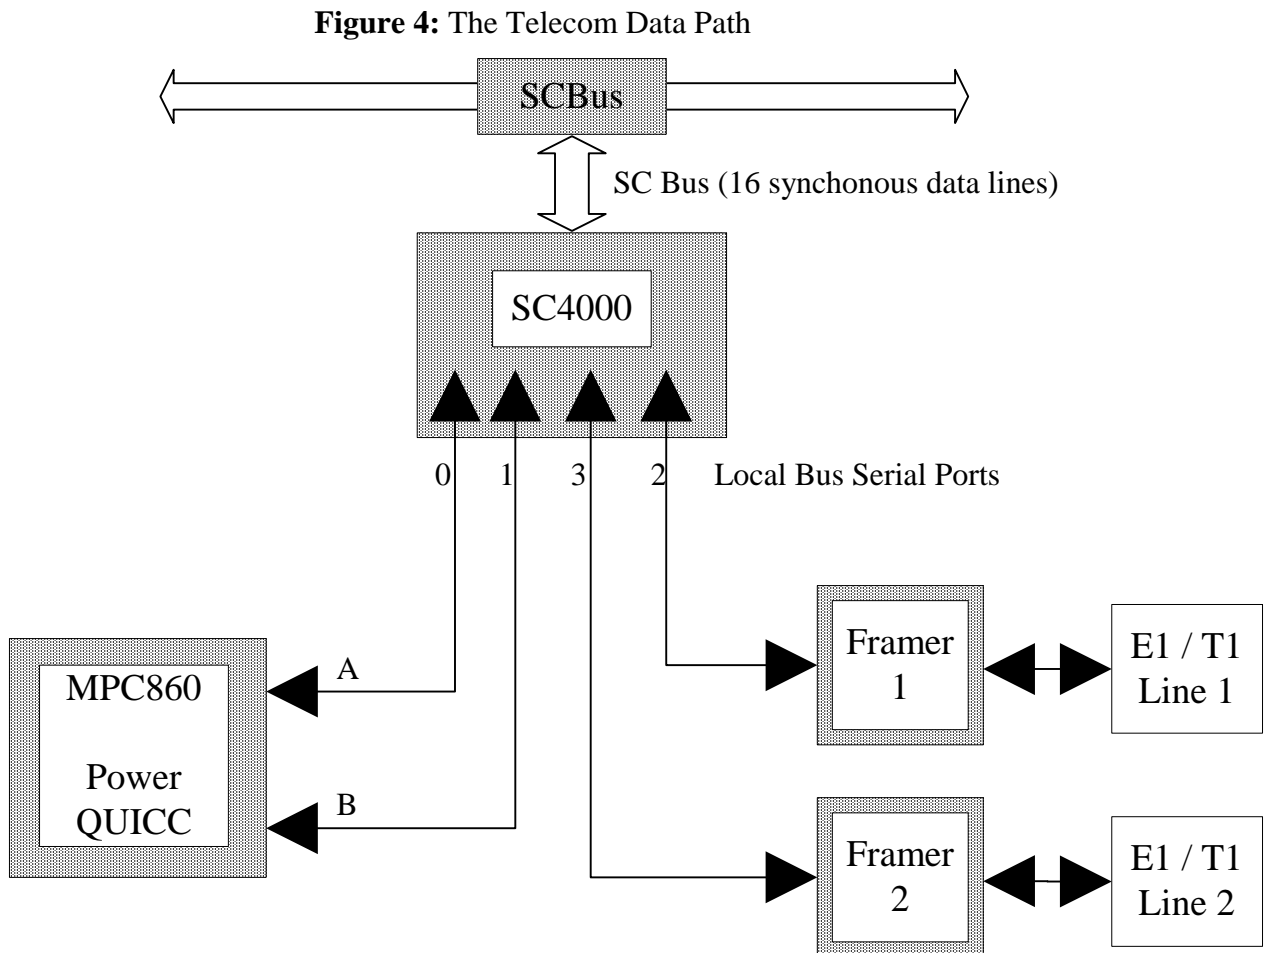 Figure 4: The Telecom Data Path
SCBus
SC Bus (16 synchonous data lines)
SC4000
0 1 3 2 Local Bus Serial Ports
Framer
1
E1 / T1
Line 1
MPC860
Power
QUICC
A
B
Framer
2
E1 / T1
Line 2